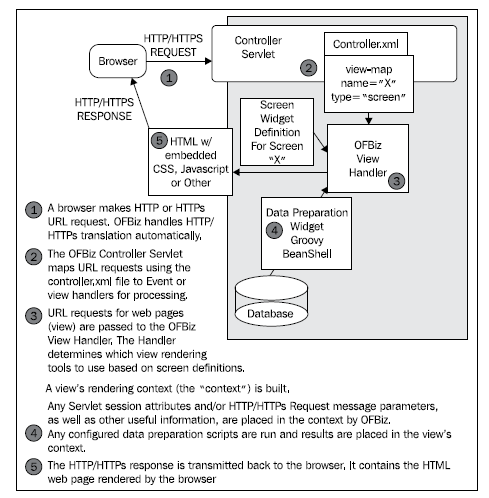 HTTP/HTTPS
REQUEST
Controller
Servlet
Controller.xml
Browser
1
2
view-map
name="X"
type="screen"
HTTP/HTTPS
RESPONSE
Screen
Widget
Definition
For Screen
"X"
5
HTML w/
embedded
CSS, Javascript
or Other
OFBiz
View
Handler
3
Data Preparation
4
Widget
Groovy
BeanShell
Database
1
A browser makes HTTP or HTTPs
URL request. OFBiz handles HTTP/
HTTPs translation automatically.
2
The OFBiz Controller Servlet
maps URL requests using the
controller.xml file to Event or
view handlers for processing.
3
URL requests for web pages
(view) are passed to the OFBiz
View Handler, The Handler
determines which view rendering
tools to use based on screen definitions.
A view's rendering context (the "context") is built,
Any Servlet session attributes and/or HTTP/HTTPs Request message parameters,
as well as other useful information, are placed in the context by OFBiz.
4
Any configured data preparation scripts are run and results are placed in the view's
context.
5
The HTTP/HTTPs response is transmitted back to the browser, It contains the HTML
web page rendered by the browser